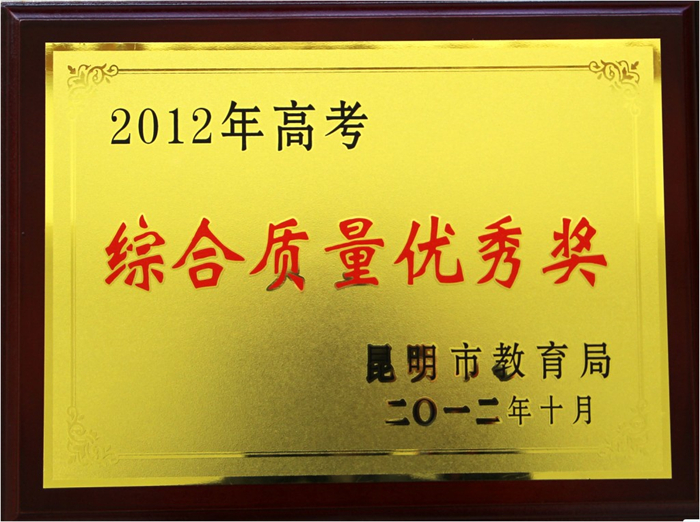 2012年高考
综合质量优秀奖
昆明市教育局
二〇一二年十月